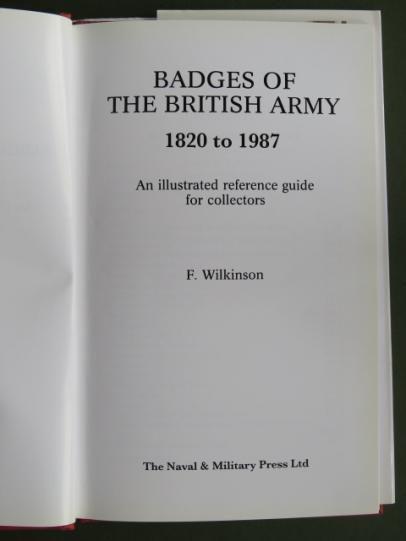 BADGES OF
THE BRITISH ARMY
1820 to 1987
An illustrated reference guide
for collectors
F. Wilkinson
The Naval & Military Press Ltd